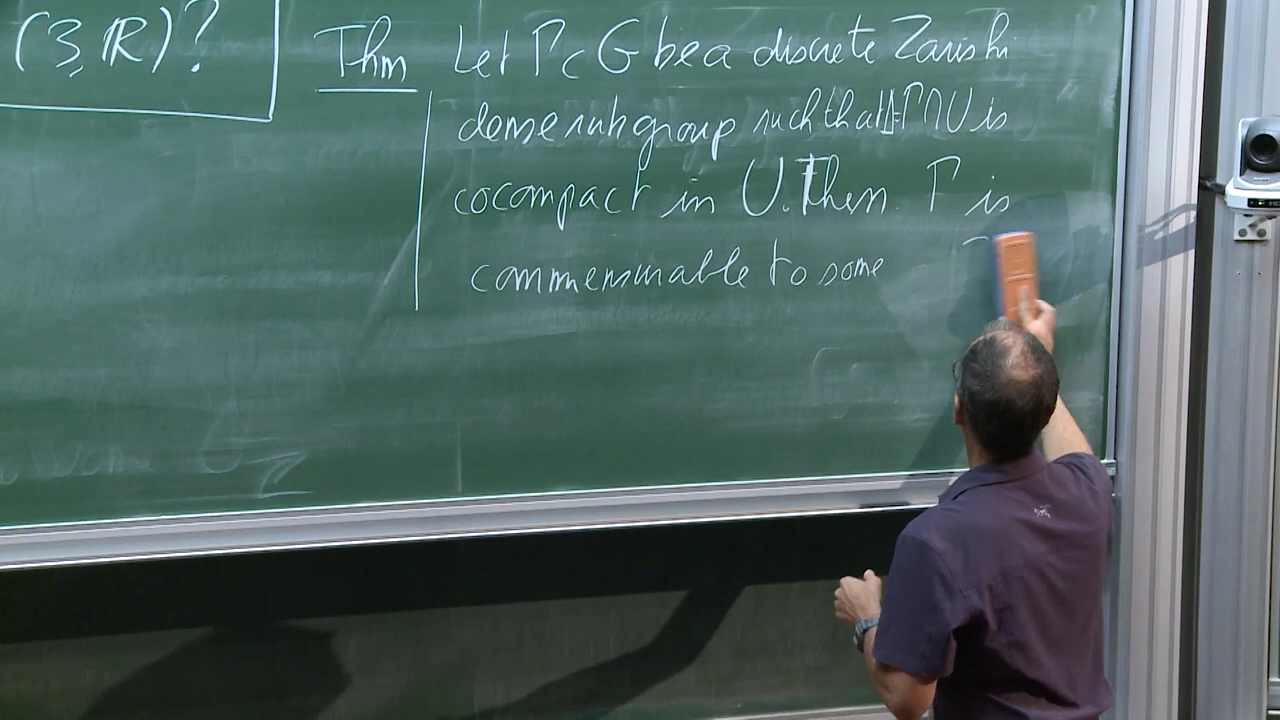 (3, ℝ)?
Thm Let Γ ⊂ G be a discrete Zariski
dense subgroup such that Γ∩U is
cocompact in U. Then Γ is
commensurable to some